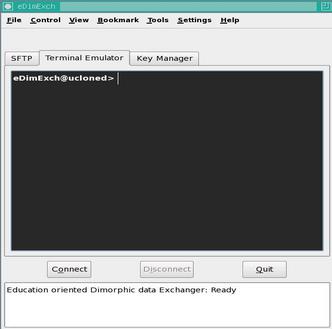 eDimExch
File Control View Bookmark Tools Settings Help
SFTP Terminal Emulator Key Manager
eDimExch@ucloned>
Connect Disconnect Quit
Education oriented Dimorphic data Exchanger: Ready